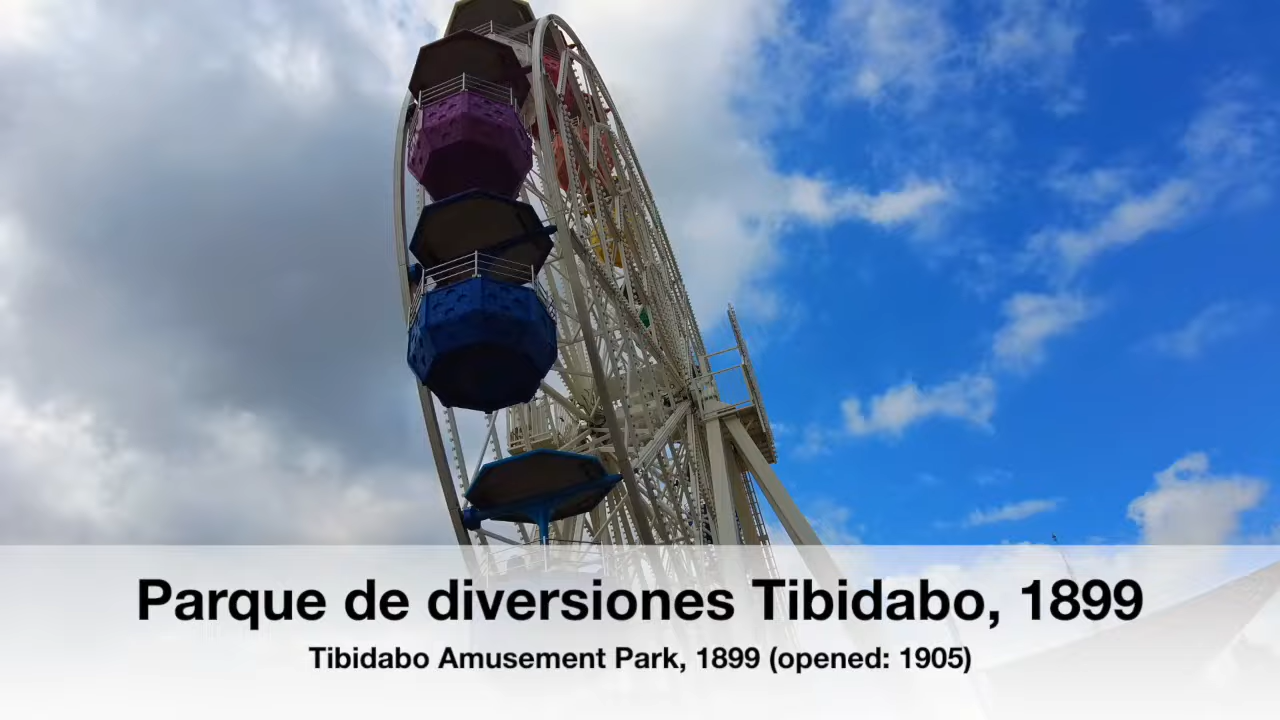 Parque de diversiones Tibidabo, 1899
Tibidabo Amusement Park, 1899 (opened: 1905)